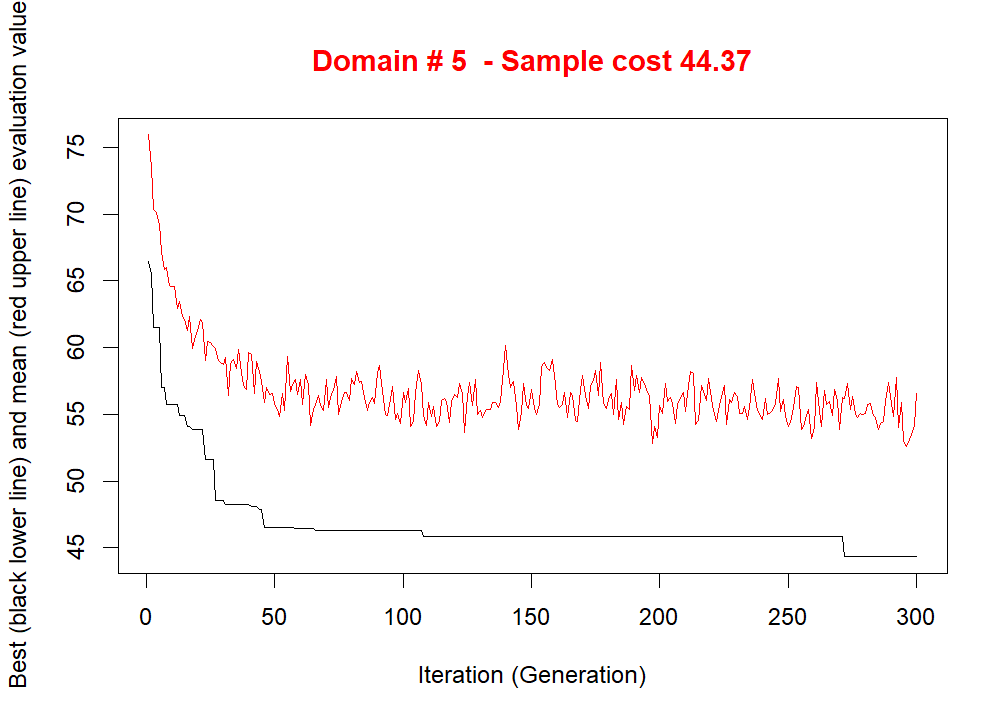 Domain # 5  - Sample cost 44.37
Best (black lower line) and mean (red upper line) evaluation value
75
70
65
60
55
50
45
0 50 100 150 200 250 300
Iteration (Generation)